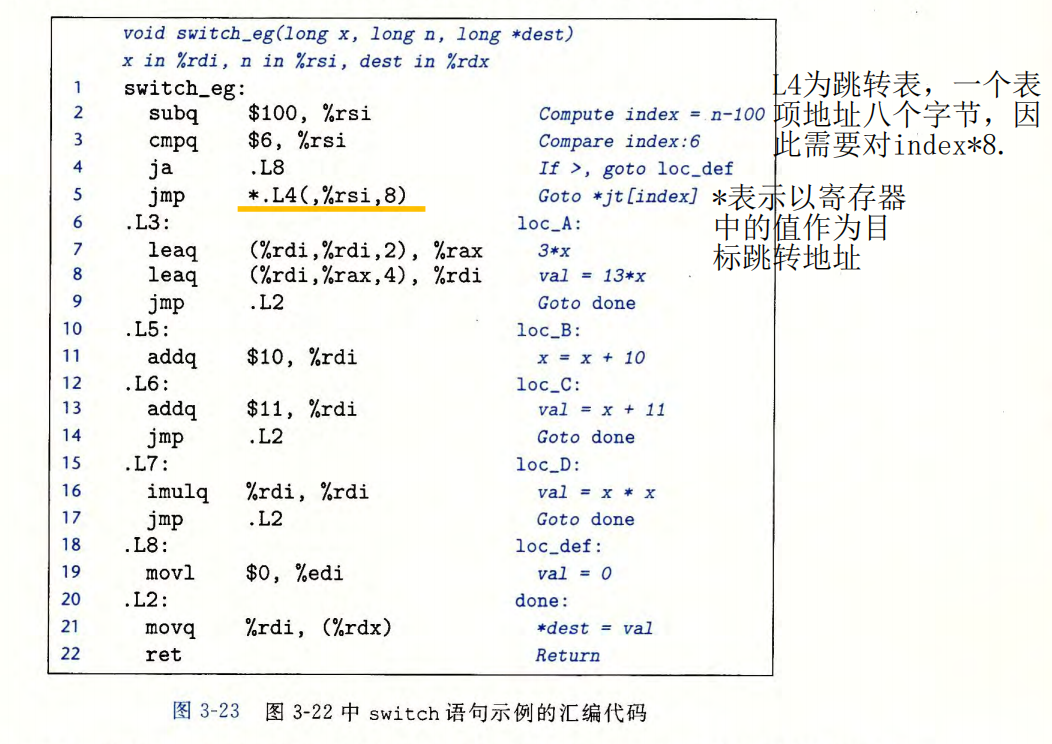 void switch_eg(long x, long n, long *dest)
x in %rdi, n in %rsi, dest in %rdx
1 switch_eg:
2 subq $100, %rsi Compute index = n-100
3 cmpq $6, %rsi Compare index:6
4 ja .L8 If >, goto loc_def
5 jmp *.L4(,%rsi,8) Goto *jt[index]
6 .L3: loc_A:
7 leaq (%rdi,%rdi,2), %rax 3*x
8 leaq (%rdi,%rax,4), %rdi val = 13*x
9 jmp .L2 Goto done
10 .L5: loc_B:
11 addq $10, %rdi x = x + 10
12 .L6: loc_C:
13 addq $11, %rdi val = x + 11
14 jmp .L2 Goto done
15 .L7: loc_D:
16 imulq %rdi, %rdi val = x * x
17 jmp .L2 Goto done
18 .L8: loc_def:
19 movl $0, %edi val = 0
20 .L2: done:
21 movq %rdi, (%rdx) *dest = val
22 ret Return
L4为跳转表，一个表
项地址八个字节，因
此需要对index*8.
*表示以寄存器
中的值作为目
标跳转地址
图 3-23 图 3-22 中 switch 语句示例的汇编代码